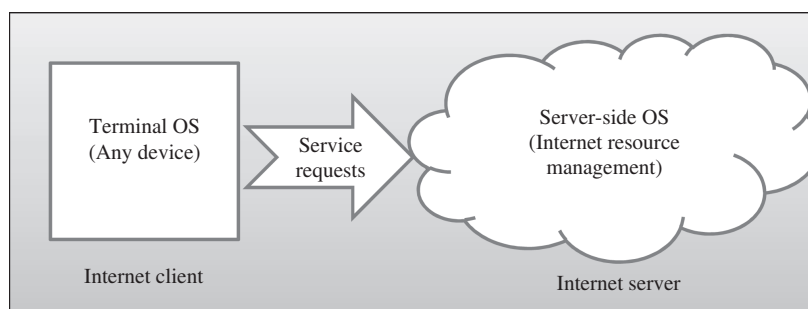 Terminal OS
(Any device)
Service
requests
Server-side OS
(Internet resource
management)
Internet client
Internet server